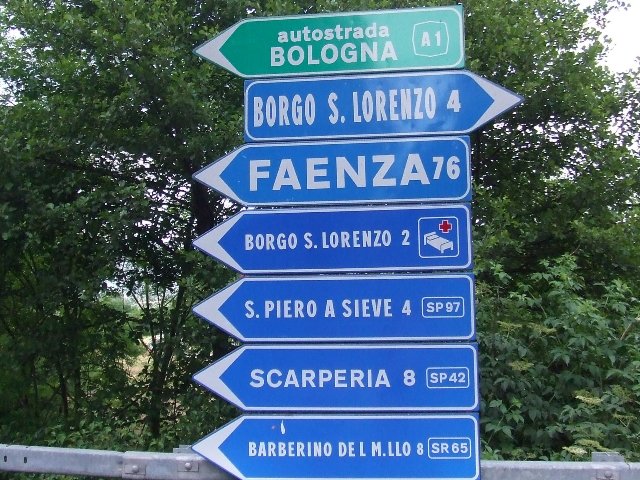 autostrada
BOLOGNA A1
BORGO S. LORENZO 4
FAENZA 76
BORGO S. LORENZO 2
S. PIERO A SIEVE 4 SP97
SCARPERIA 8 SP42
BARBERINO DEL M.LLO 8 SR65